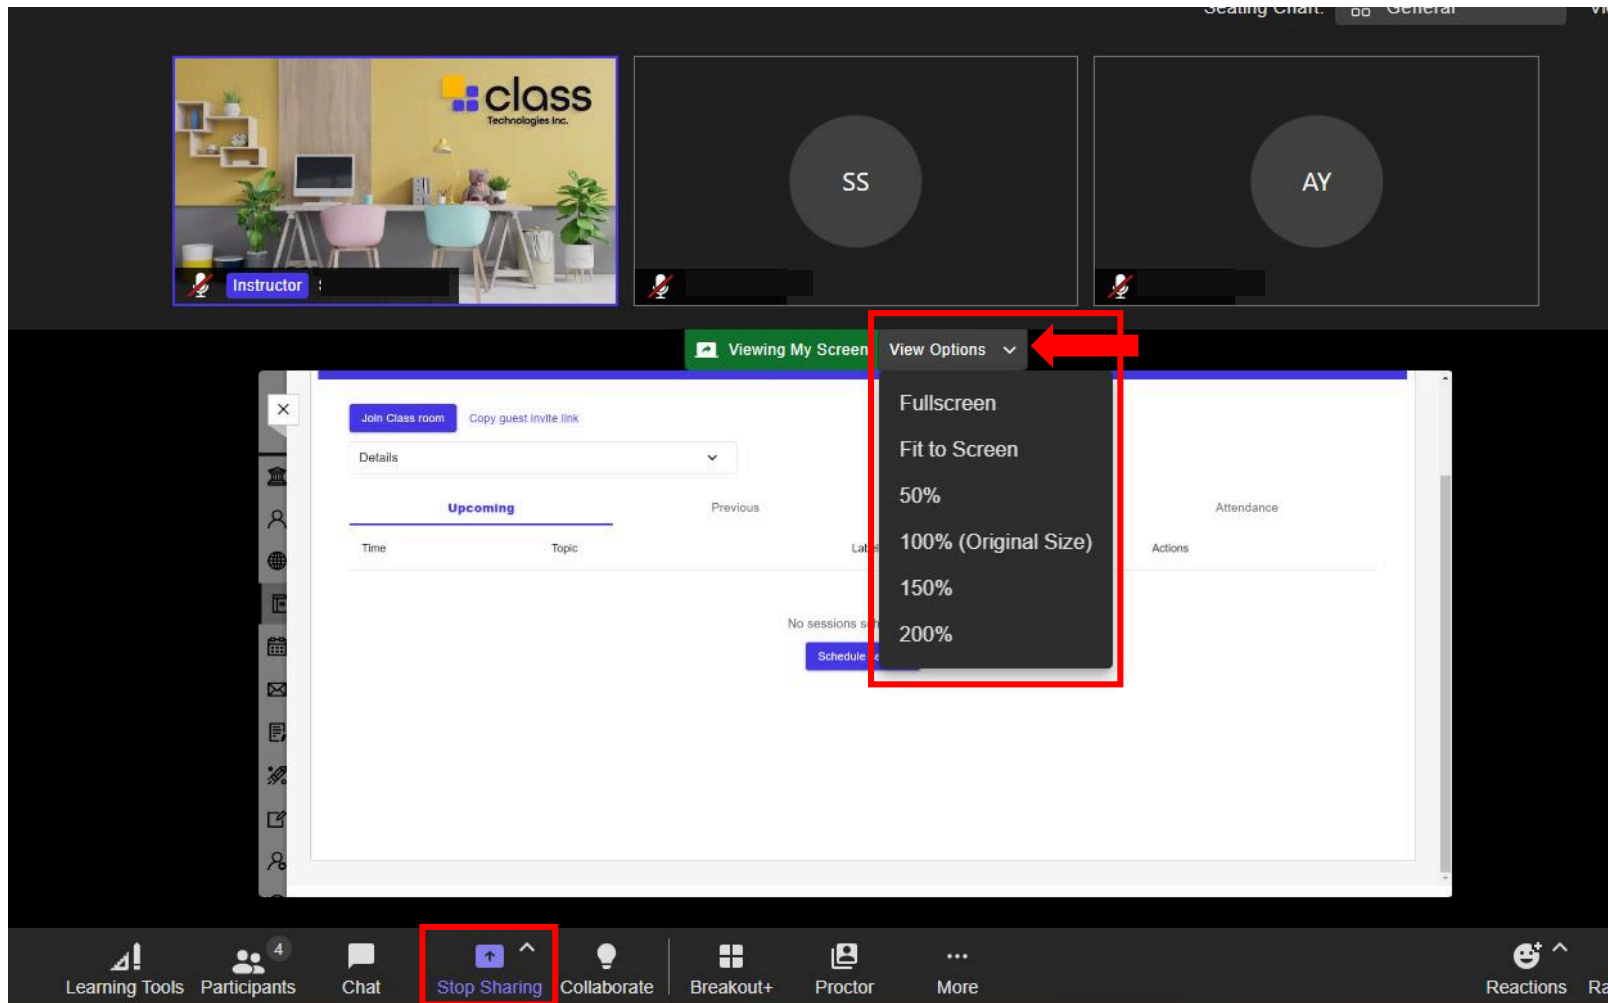 Seating Chart: General
class
Technologies Inc.
SS
AY
Instructor
Viewing My Screen View Options
Fullscreen
Fit to Screen
50%
100% (Original Size)
150%
200%
Join Class room Copy guest invite link
Details
Upcoming Previous Attendance
Time Topic Label Actions
No sessions
Schedule
4
Learning Tools Participants Chat Stop Sharing Collaborate Breakout+ Proctor More Reactions